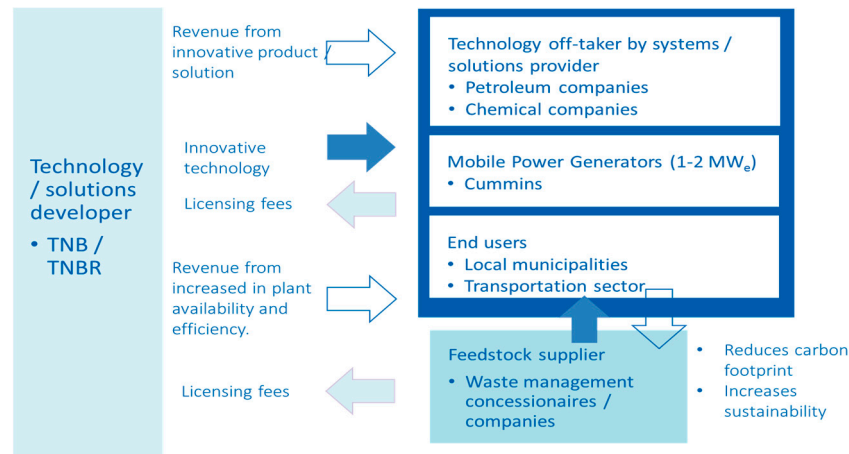 Technology
/ solutions
developer
• TNB /
TNBR
Revenue from
innovative product /
solution
Innovative
technology
Licensing fees
Revenue from
increased in plant
availability and
efficiency.
Licensing fees
Technology off-taker by systems /
solutions provider
• Petroleum companies
• Chemical companies
Mobile Power Generators (1-2 MWe)
• Cummins
End users
• Local municipalities
• Transportation sector
Feedstock supplier
• Waste management
concessionaires /
companies
• Reduces carbon
footprint
• Increases
sustainability